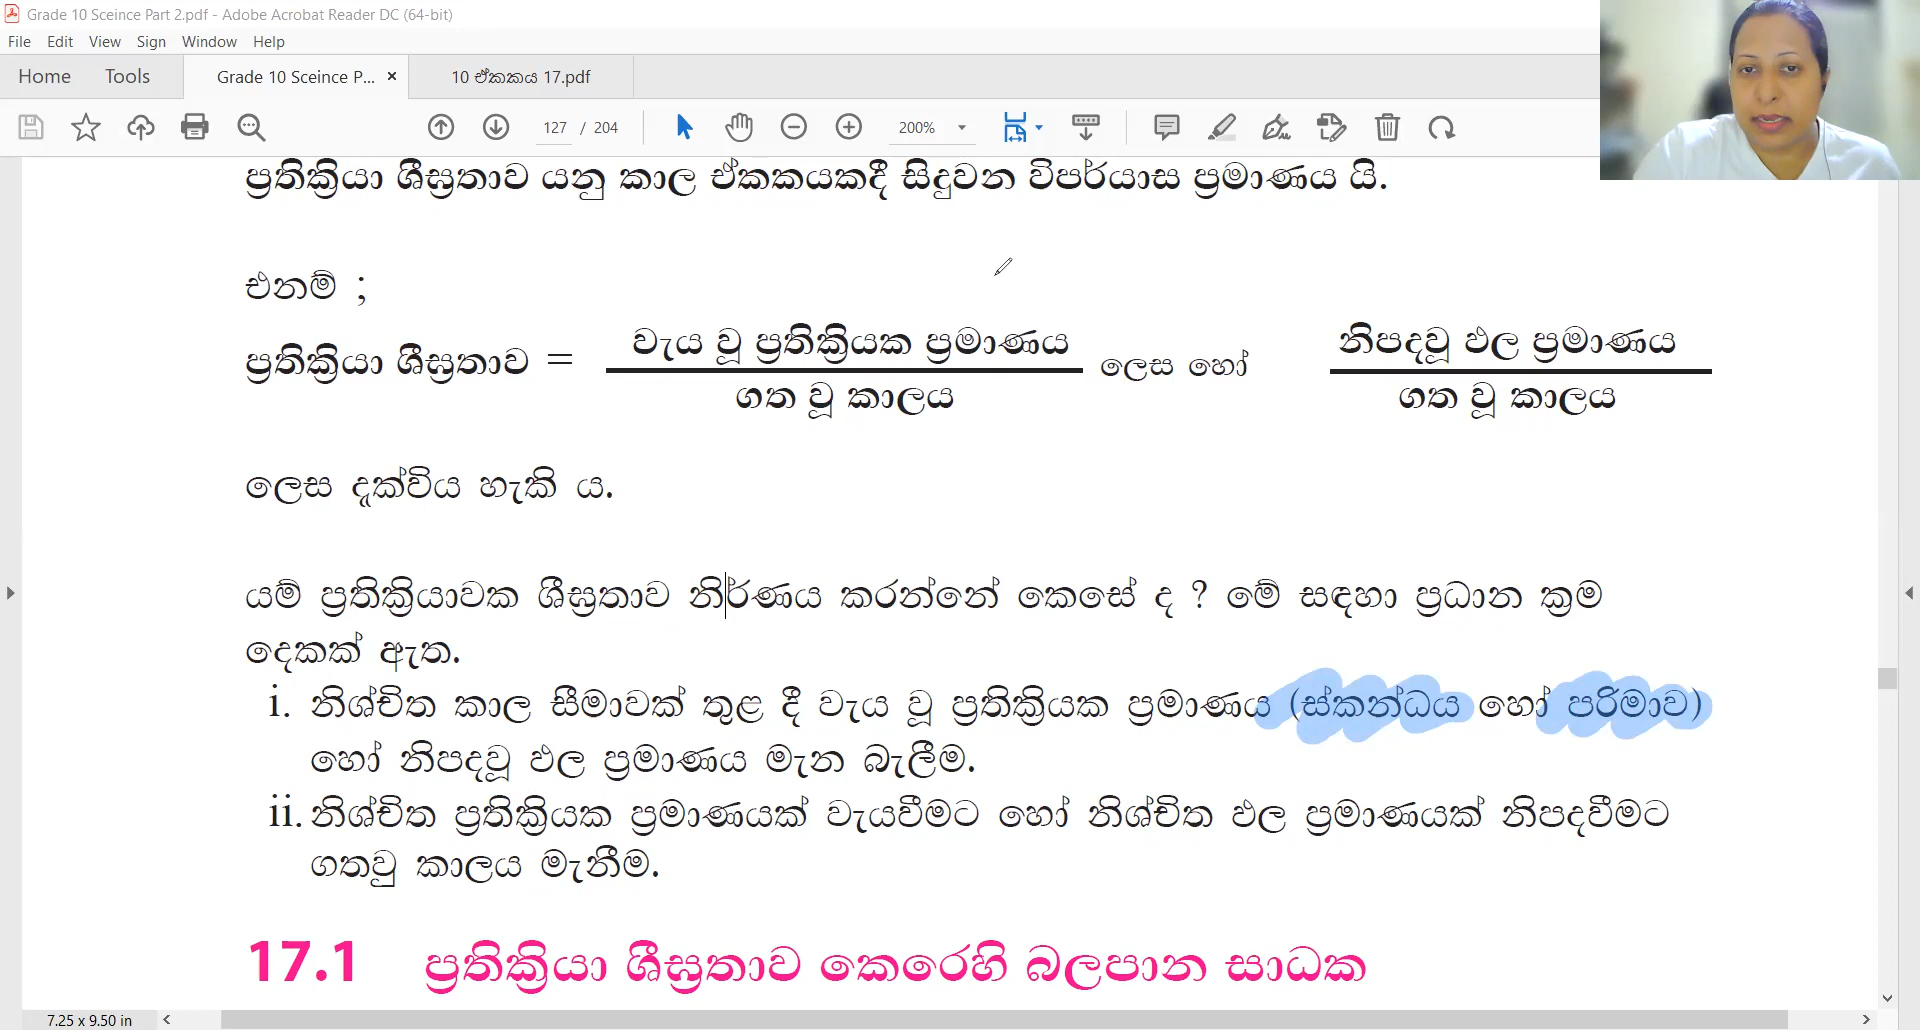 Grade 10 Sceince Part 2.pdf - Adobe Acrobat Reader DC (64-bit)
File Edit View Sign Window Help
Home Tools Grade 10 Sceince P... × 10 ඒකකය 17.pdf
127 / 204 200%
ප්‍රතික්‍රියා ශීඝ්‍රතාව යනු කාල ඒකකයකදී සිදුවන විපර්යාස ප්‍රමාණය යි.
එනම් ;
ප්‍රතික්‍රියා ශීඝ්‍රතාව = වැය වූ ප්‍රතික්‍රියක ප්‍රමාණය ලෙස හෝ නිපදවූ ඵල ප්‍රමාණය
ගත වූ කාලය ගත වූ කාලය
ලෙස දැක්විය හැකි ය.
යම් ප්‍රතික්‍රියාවක ශීඝ්‍රතාව නිර්ණය කරන්නේ කෙසේ ද ? මේ සඳහා ප්‍රධාන ක්‍රම
දෙකක් ඇත.
i. නිශ්චිත කාල සීමාවක් තුළ දී වැය වූ ප්‍රතික්‍රියක ප්‍රමාණය (ස්කන්ධය හෝ පරිමාව)
හෝ නිපදවූ ඵල ප්‍රමාණය මැන බැලීම.
ii. නිශ්චිත ප්‍රතික්‍රියක ප්‍රමාණයක් වැයවීමට හෝ නිශ්චිත ඵල ප්‍රමාණයක් නිපදවීමට
ගතවු කාලය මැනීම.
17.1 ප්‍රතික්‍රියා ශීඝ්‍රතාව කෙරෙහි බලපාන සාධක
7.25 x 9.50 in